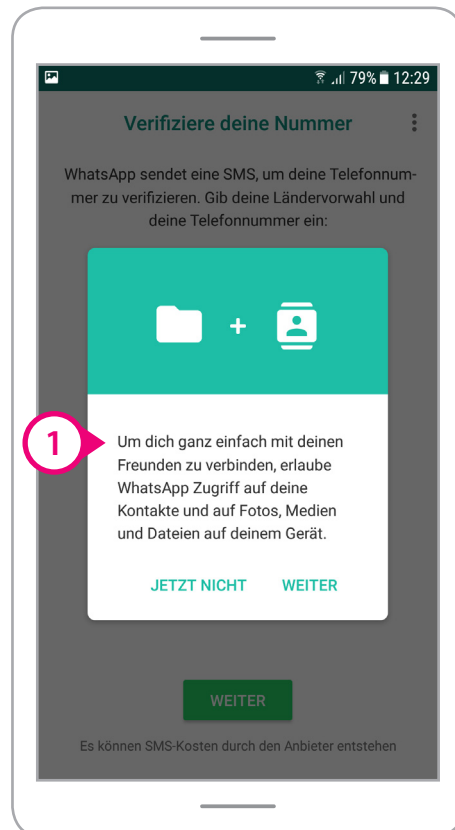 79% 12:29
Verifiziere deine Nummer
WhatsApp sendet eine SMS, um deine Telefonnum-
mer zu verifizieren. Gib deine Ländervorwahl und
deine Telefonnummer ein:
+
1
Um dich ganz einfach mit deinen
Freunden zu verbinden, erlaube
WhatsApp Zugriff auf deine
Kontakte und auf Fotos, Medien
und Dateien auf deinem Gerät.
JETZT NICHT WEITER
WEITER
Es können SMS-Kosten durch den Anbieter entstehen